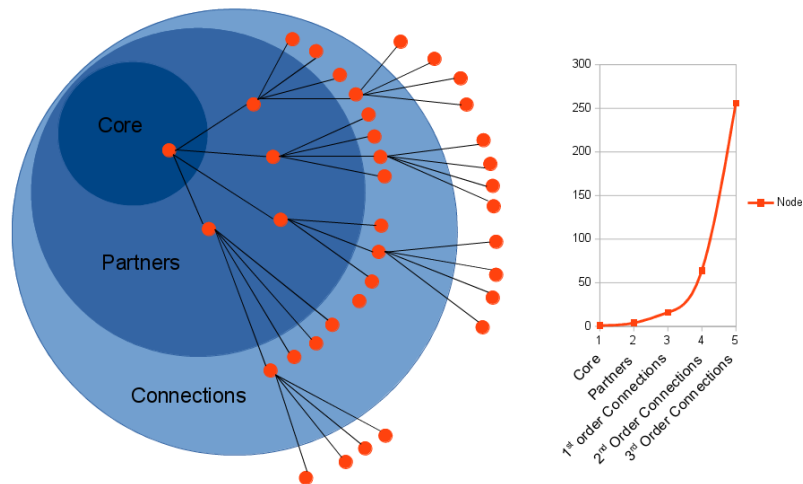 Core
Partners
Connections
300
250
200
150
100
50
0
1 2 3 4 5
Core
Partners
1st order Connections
2nd Order Connections
3rd Order Connections
Node